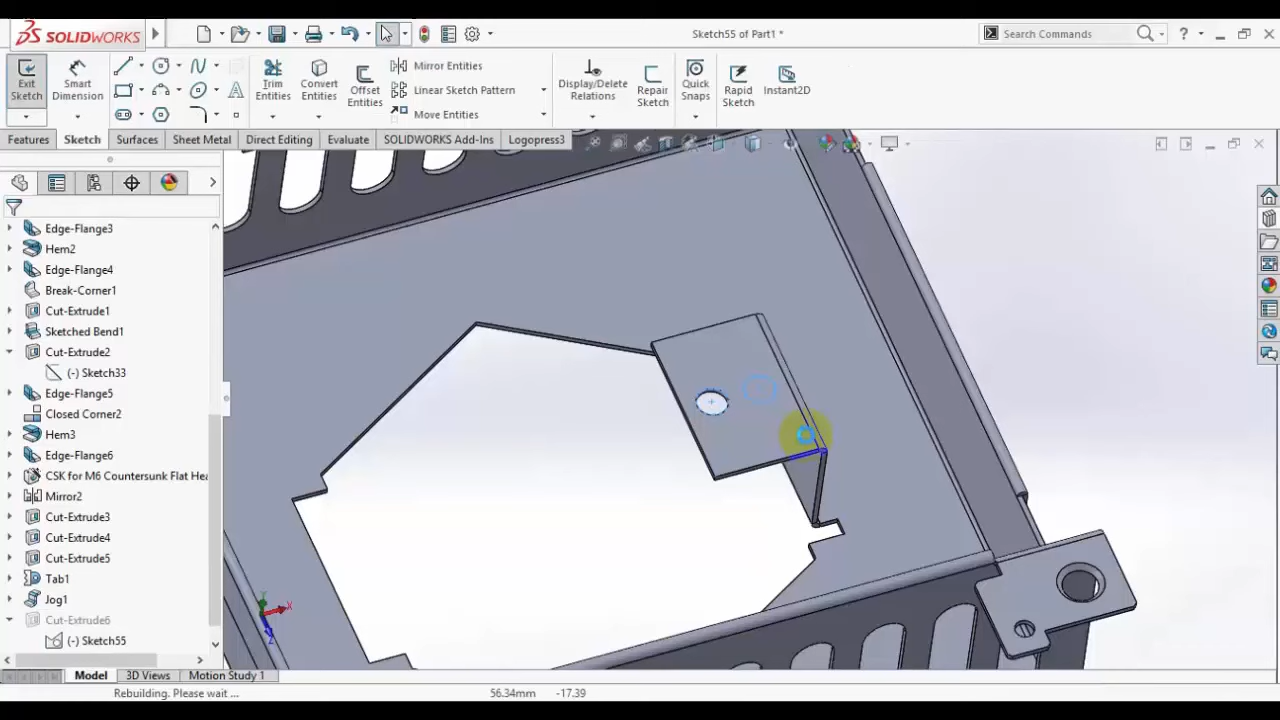 SOLIDWORKS
Sketch55 of Part1 *
Search Commands
Exit Sketch
Smart Dimension
Trim Entities
Convert Entities
Offset Entities
Mirror Entities
Linear Sketch Pattern
Move Entities
Display/Delete Relations
Repair Sketch
Quick Snaps
Rapid Sketch
Instant2D
Features
Sketch
Surfaces
Sheet Metal
Direct Editing
Evaluate
SOLIDWORKS Add-Ins
Logopress3
Edge-Flange3
Hem2
Edge-Flange4
Break-Corner1
Cut-Extrude1
Sketched Bend1
Cut-Extrude2
(-) Sketch33
Edge-Flange5
Closed Corner2
Hem3
Edge-Flange6
CSK for M6 Countersunk Flat Hea
Mirror2
Cut-Extrude3
Cut-Extrude4
Cut-Extrude5
Tab1
Jog1
Cut-Extrude6
(-) Sketch55
Y
X
Z
Model
3D Views
Motion Study 1
Rebuilding. Please wait ...
56.34mm
-17.39